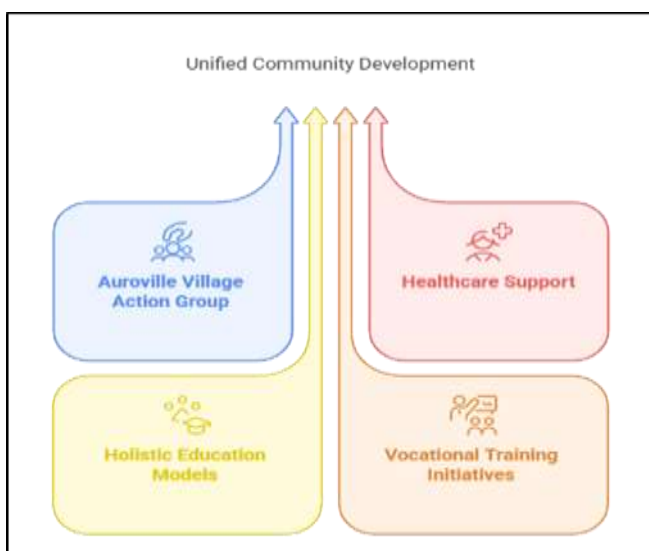 Unified Community Development
Auroville Village
Action Group
Healthcare Support
Holistic Education
Models
Vocational Training
Initiatives